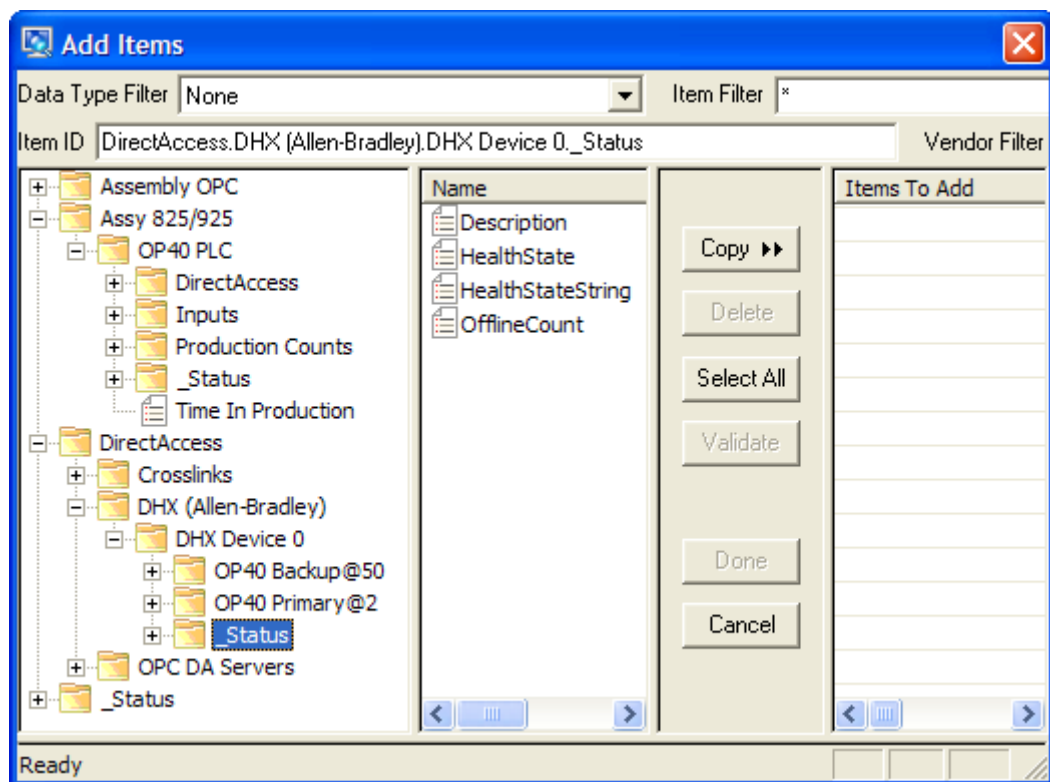 Add Items
Data Type Filter None Item Filter *
Item ID DirectAccess.DHX (Allen-Bradley).DHX Device 0._Status Vendor Filter
Assembly OPC
Assy 825/925
OP40 PLC
DirectAccess
Inputs
Production Counts
_Status
Time In Production
DirectAccess
Crosslinks
DHX (Allen-Bradley)
DHX Device 0
OP40 Backup@50
OP40 Primary@2
_Status
OPC DA Servers
_Status
Name
Description
HealthState
HealthStateString
OfflineCount
Copy
Delete
Select All
Validate
Done
Cancel
Items To Add
Ready